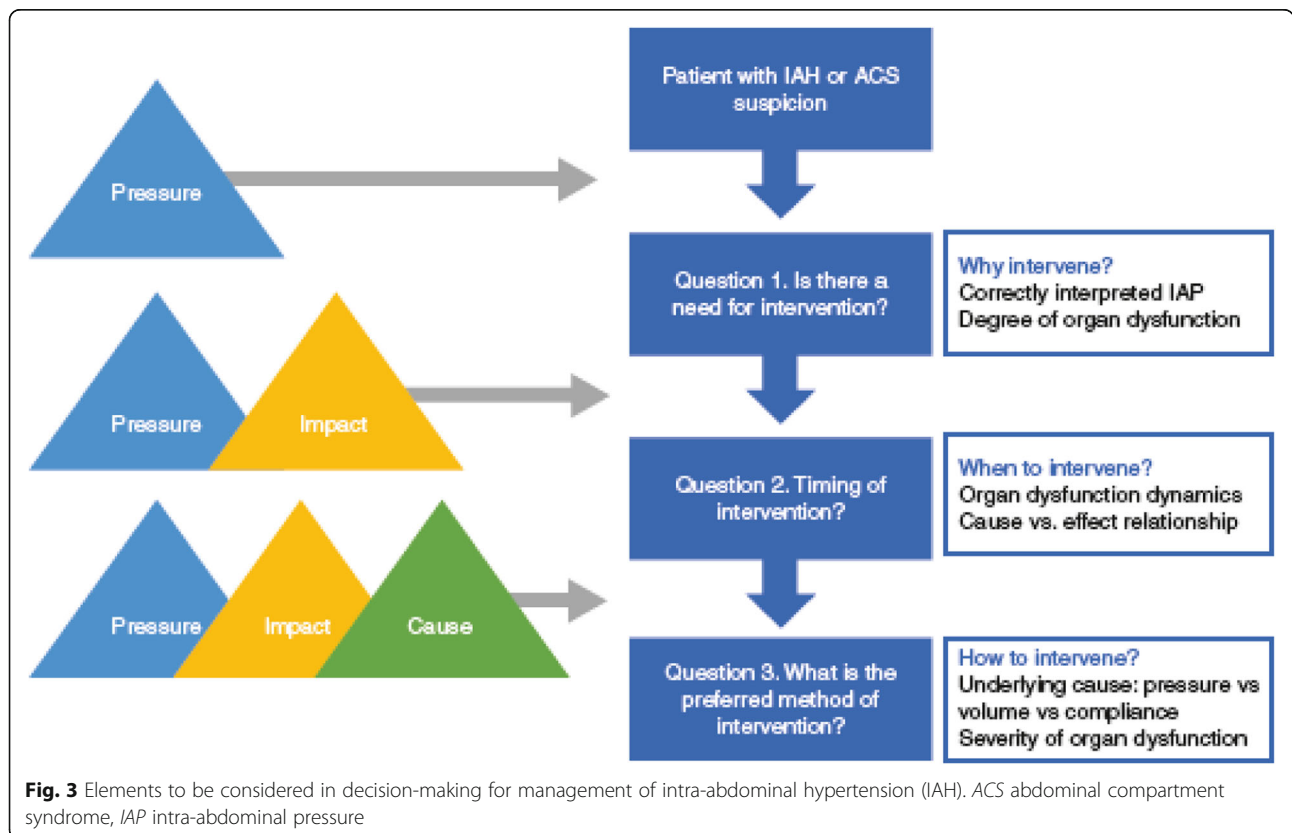 Patient with IAH or ACS
suspicion
Pressure
Question 1. Is there a
need for intervention?
Why intervene?
Correctly interpreted IAP
Degree of organ dysfunction
Pressure
Impact
Question 2. Timing of
intervention?
When to intervene?
Organ dysfunction dynamics
Cause vs. effect relationship
Pressure
Impact
Cause
Question 3. What is the
preferred method of
intervention?
How to intervene?
Underlying cause: pressure vs
volume vs compliance
Severity of organ dysfunction
Fig. 3 Elements to be considered in decision-making for management of intra-abdominal hypertension (IAH). ACS abdominal compartment
syndrome, IAP intra-abdominal pressure